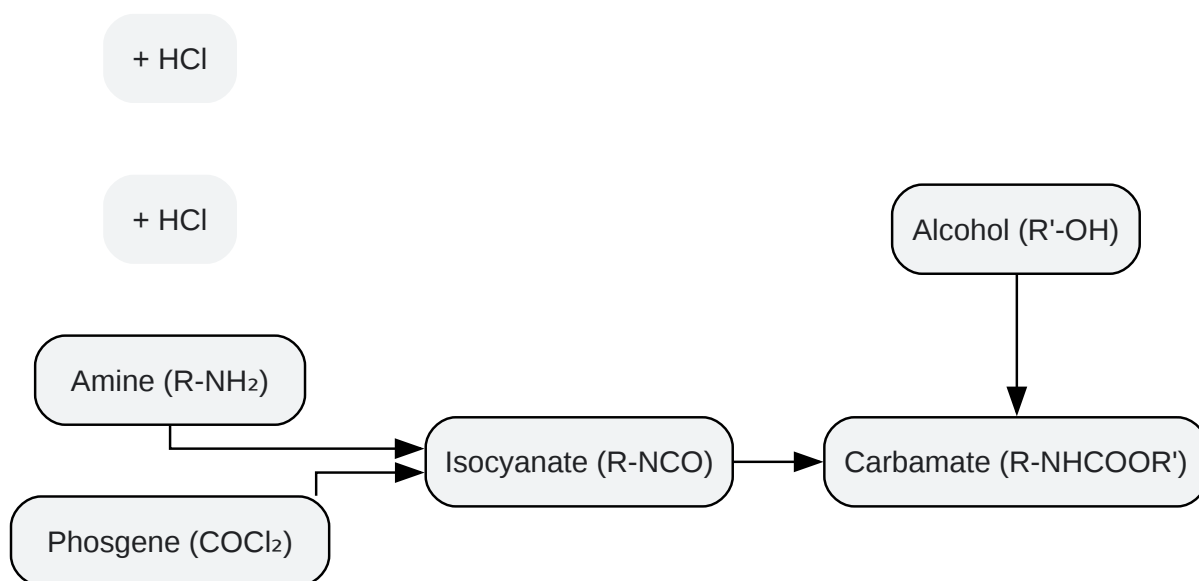 + HCl
+ HCl
Alcohol (R'-OH)
Amine (R-NH₂)
Isocyanate (R-NCO)
Carbamate (R-NHCOOR')
Phosgene (COCl₂)